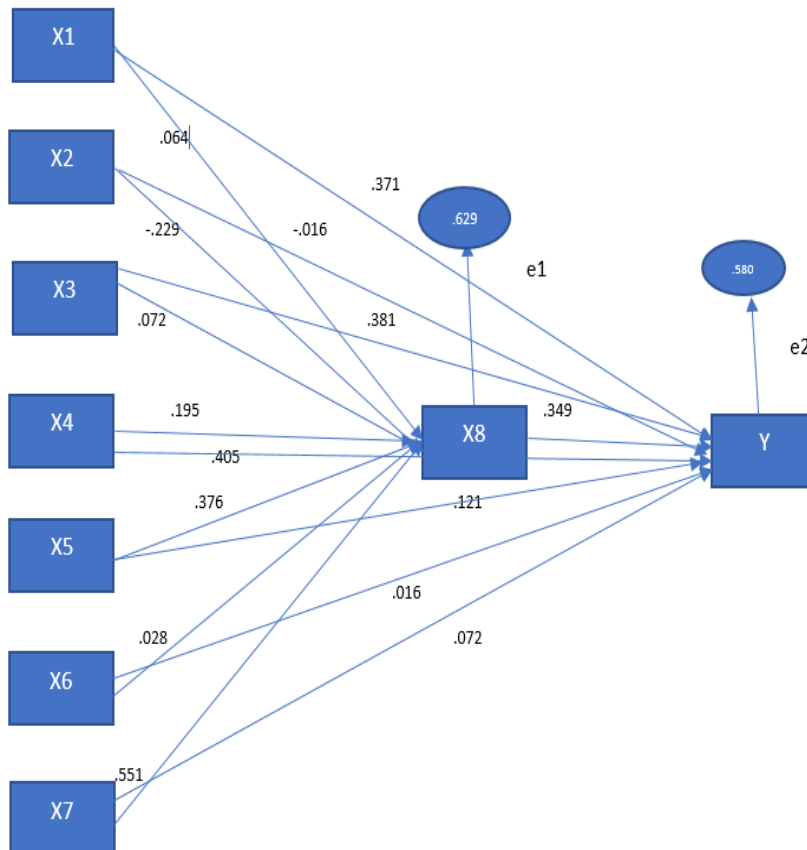 X1
.064
X2
.371
.629
-.229
-.016
e1
.580
X3
.072
.381
e2
X4
.195
.405
X8
.349
Y
.376
.121
X5
.016
.028
.072
X6
.551
X7